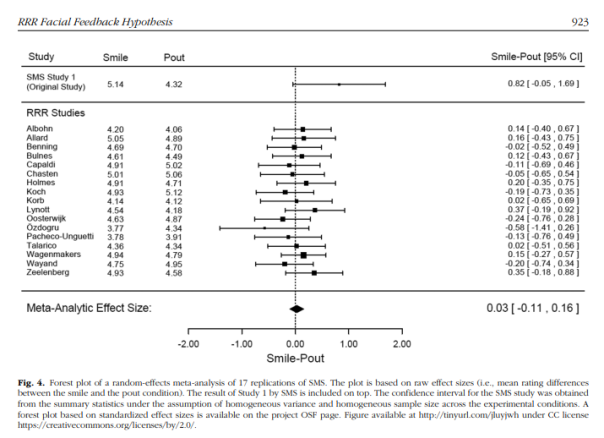 RRR Facial Feedback Hypothesis 923
Study Smile Pout Smile-Pout [95% CI]
SMS Study 1
(Original Study) 5.14 4.32 0.82 [ -0.05 , 1.69 ]
RRR Studies
Albohn 4.20 4.06 0.14 [ -0.40 , 0.67 ]
Allard 5.05 4.89 0.16 [ -0.43 , 0.75 ]
Benning 4.69 4.70 -0.02 [ -0.52 , 0.49 ]
Bulnes 4.61 4.49 0.12 [ -0.43 , 0.67 ]
Capaldi 4.91 5.02 -0.11 [ -0.69 , 0.46 ]
Chasten 5.01 5.06 -0.05 [ -0.65 , 0.54 ]
Holmes 4.91 4.71 0.20 [ -0.35 , 0.75 ]
Koch 4.93 5.12 -0.19 [ -0.73 , 0.35 ]
Korb 4.14 4.12 0.02 [ -0.65 , 0.69 ]
Lynott 4.54 4.18 0.37 [ -0.19 , 0.92 ]
Oosterwijk 4.63 4.87 -0.24 [ -0.76 , 0.28 ]
Özdogru 3.77 4.34 -0.58 [ -1.41 , 0.26 ]
Pacheco-Unguetti 3.78 3.91 -0.13 [ -0.76 , 0.49 ]
Talarico 4.36 4.34 0.02 [ -0.51 , 0.56 ]
Wagenmakers 4.94 4.79 0.15 [ -0.27 , 0.57 ]
Wayand 4.75 4.95 -0.20 [ -0.74 , 0.34 ]
Zeelenberg 4.93 4.58 0.35 [ -0.18 , 0.88 ]
Meta-Analytic Effect Size: 0.03 [ -0.11 , 0.16 ]
-2.00 -1.00 0.00 1.00 2.00
Smile-Pout
Fig. 4. Forest plot of a random-effects meta-analysis of 17 replications of SMS. The plot is based on raw effect sizes (i.e., mean rating differences
between the smile and the pout condition). The result of Study 1 by SMS is included on top. The confidence interval for the SMS study was obtained
from the summary statistics under the assumption of homogeneous variance and homogeneous sample size across the experimental conditions. A
forest plot based on standardized effect sizes is available on the project OSF page. Figure available at http://tinyurl.com/jluyjwh under CC license
https://creativecommons.org/licenses/by/2.0/.